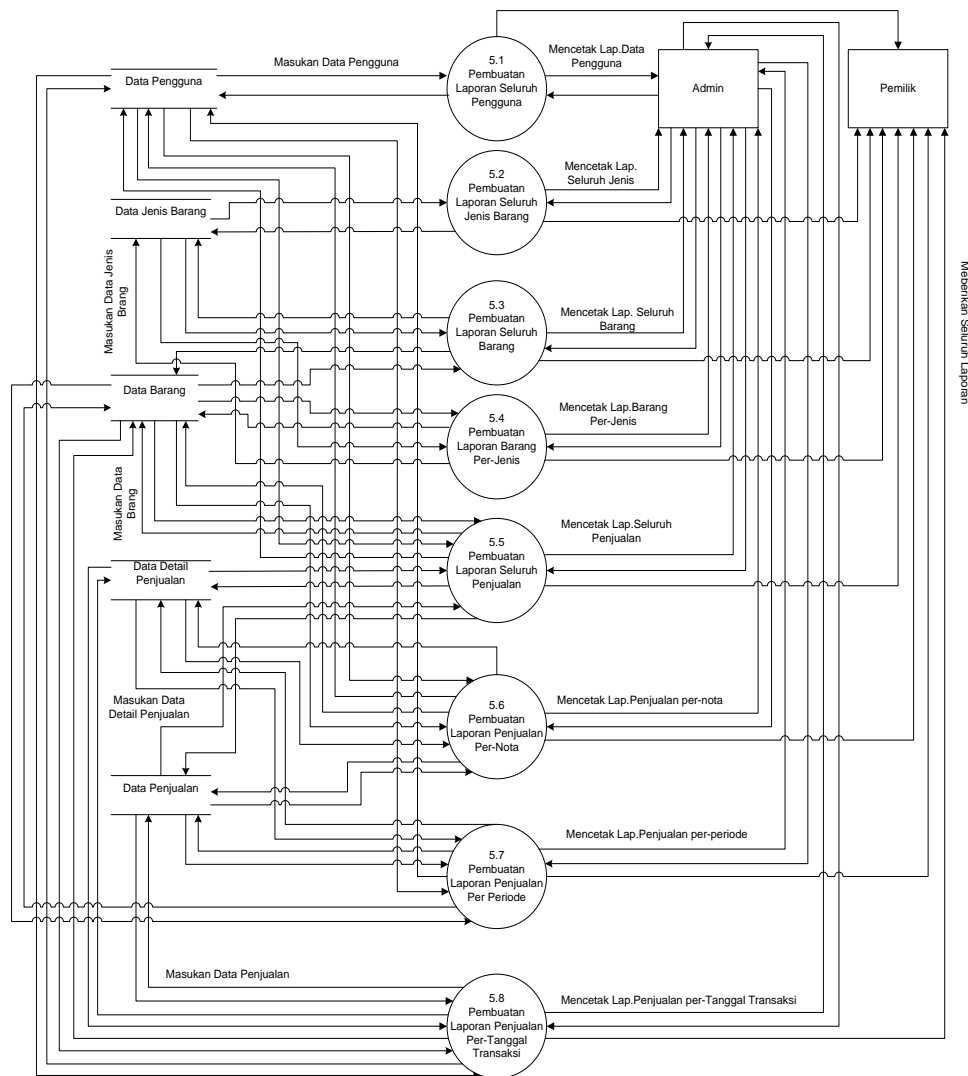 Masukan Data Pengguna
5.1
Pembuatan
Laporan Seluruh
Pengguna
Mencetak Lap.Data
Pengguna
Data Pengguna
Admin
Pemilik
5.2
Pembuatan
Laporan Seluruh
Jenis Barang
Mencetak Lap.
Seluruh Jenis
Data Jenis Barang
Masukan Data Jenis
Brang
5.3
Pembuatan
Laporan Seluruh
Barang
Mencetak Lap. Seluruh
Barang
Meberikan Seluruh Laporan
Data Barang
5.4
Pembuatan
Laporan Barang
Per-Jenis
Mencetak Lap.Barang
Per-Jenis
Masukan Data
Brang
5.5
Pembuatan
Laporan Seluruh
Penjualan
Mencetak Lap.Seluruh
Penjualan
Data Detail
Penjualan
Masukan Data
Detail Penjualan
5.6
Pembuatan
Laporan Penjualan
Per-Nota
Mencetak Lap.Penjualan per-nota
Data Penjualan
5.7
Pembuatan
Laporan Penjualan
Per Periode
Mencetak Lap.Penjualan per-periode
Masukan Data Penjualan
5.8
Pembuatan
Laporan Penjualan
Per-Tanggal
Transaksi
Mencetak Lap.Penjualan per-Tanggal Transaksi